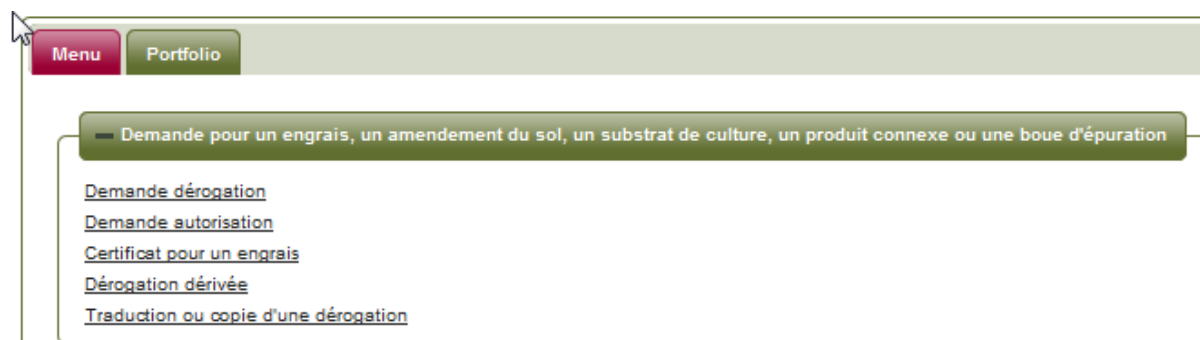 Menu Portfolio
Demande pour un engrais, un amendement du sol, un substrat de culture, un produit connexe ou une boue d'épuration
Demande dérogation
Demande autorisation
Certificat pour un engrais
Dérogation dérivée
Traduction ou copie d'une dérogation